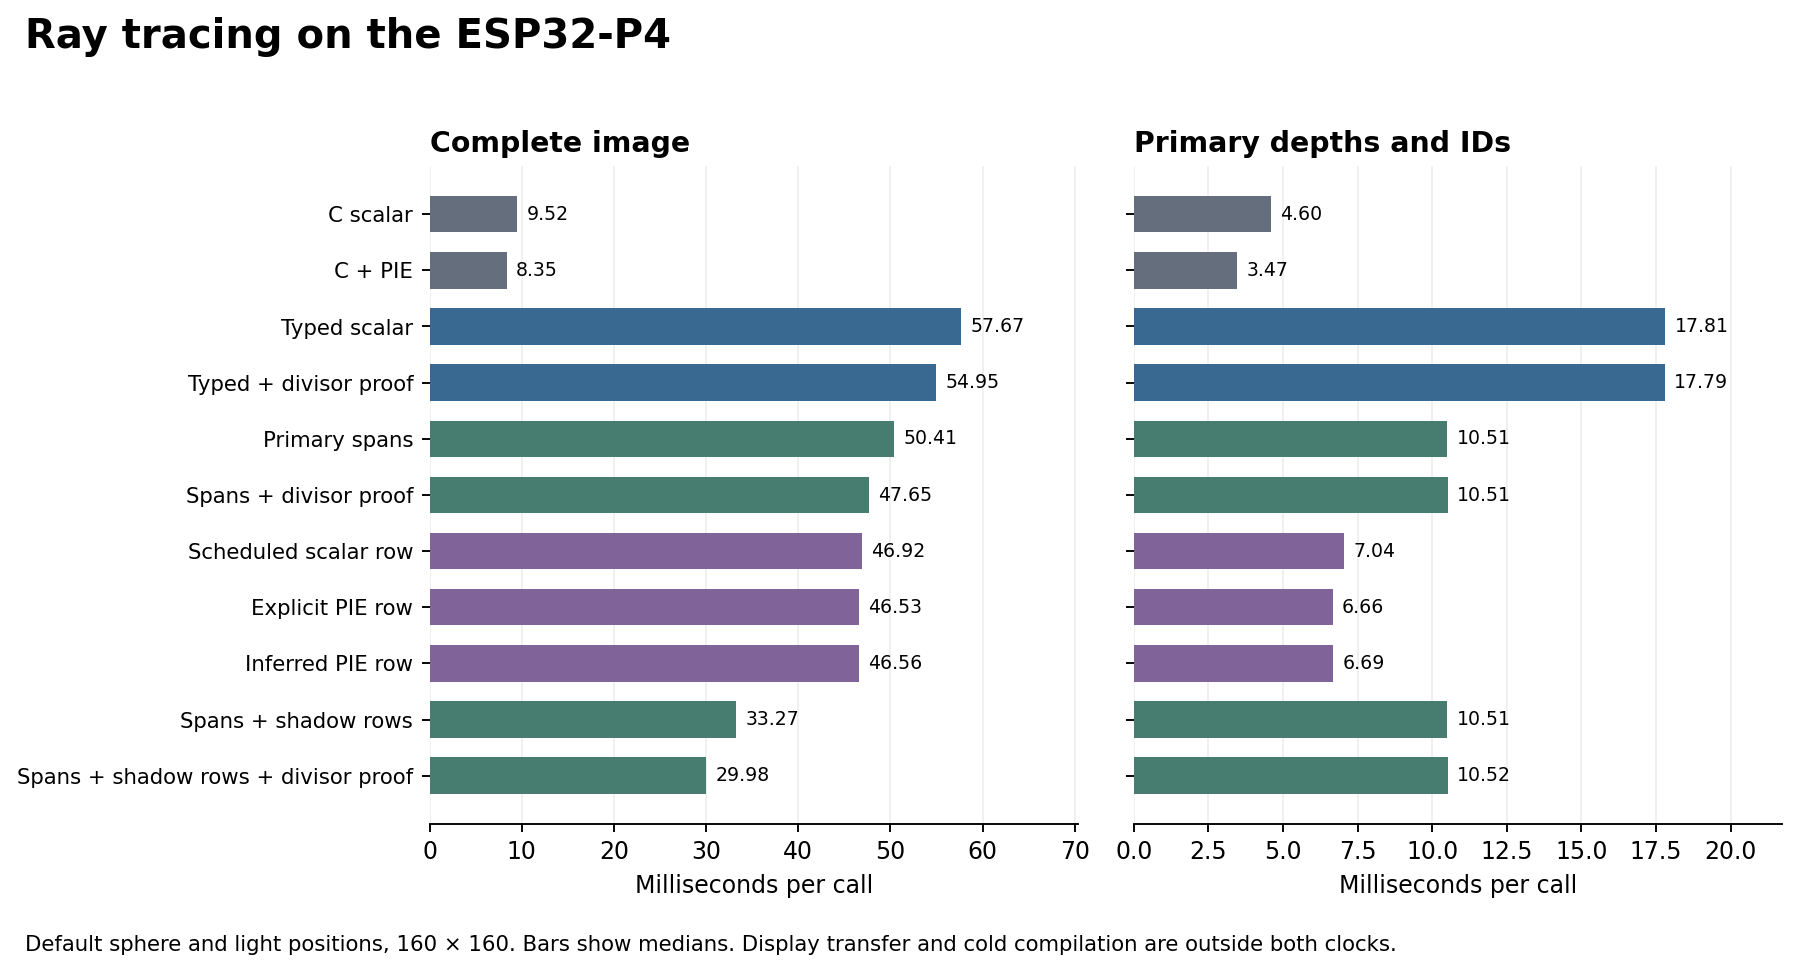 Ray tracing on the ESP32-P4
Complete image
Primary depths and IDs
C scalar 9.52 4.60
C + PIE 8.35 3.47
Typed scalar 57.67 17.81
Typed + divisor proof 54.95 17.79
Primary spans 50.41 10.51
Spans + divisor proof 47.65 10.51
Scheduled scalar row 46.92 7.04
Explicit PIE row 46.53 6.66
Inferred PIE row 46.56 6.69
Spans + shadow rows 33.27 10.51
Spans + shadow rows + divisor proof 29.98 10.52
0 10 20 30 40 50 60 70
0.0 2.5 5.0 7.5 10.0 12.5 15.0 17.5 20.0
Milliseconds per call
Milliseconds per call
Default sphere and light positions, 160 × 160. Bars show medians. Display transfer and cold compilation are outside both clocks.